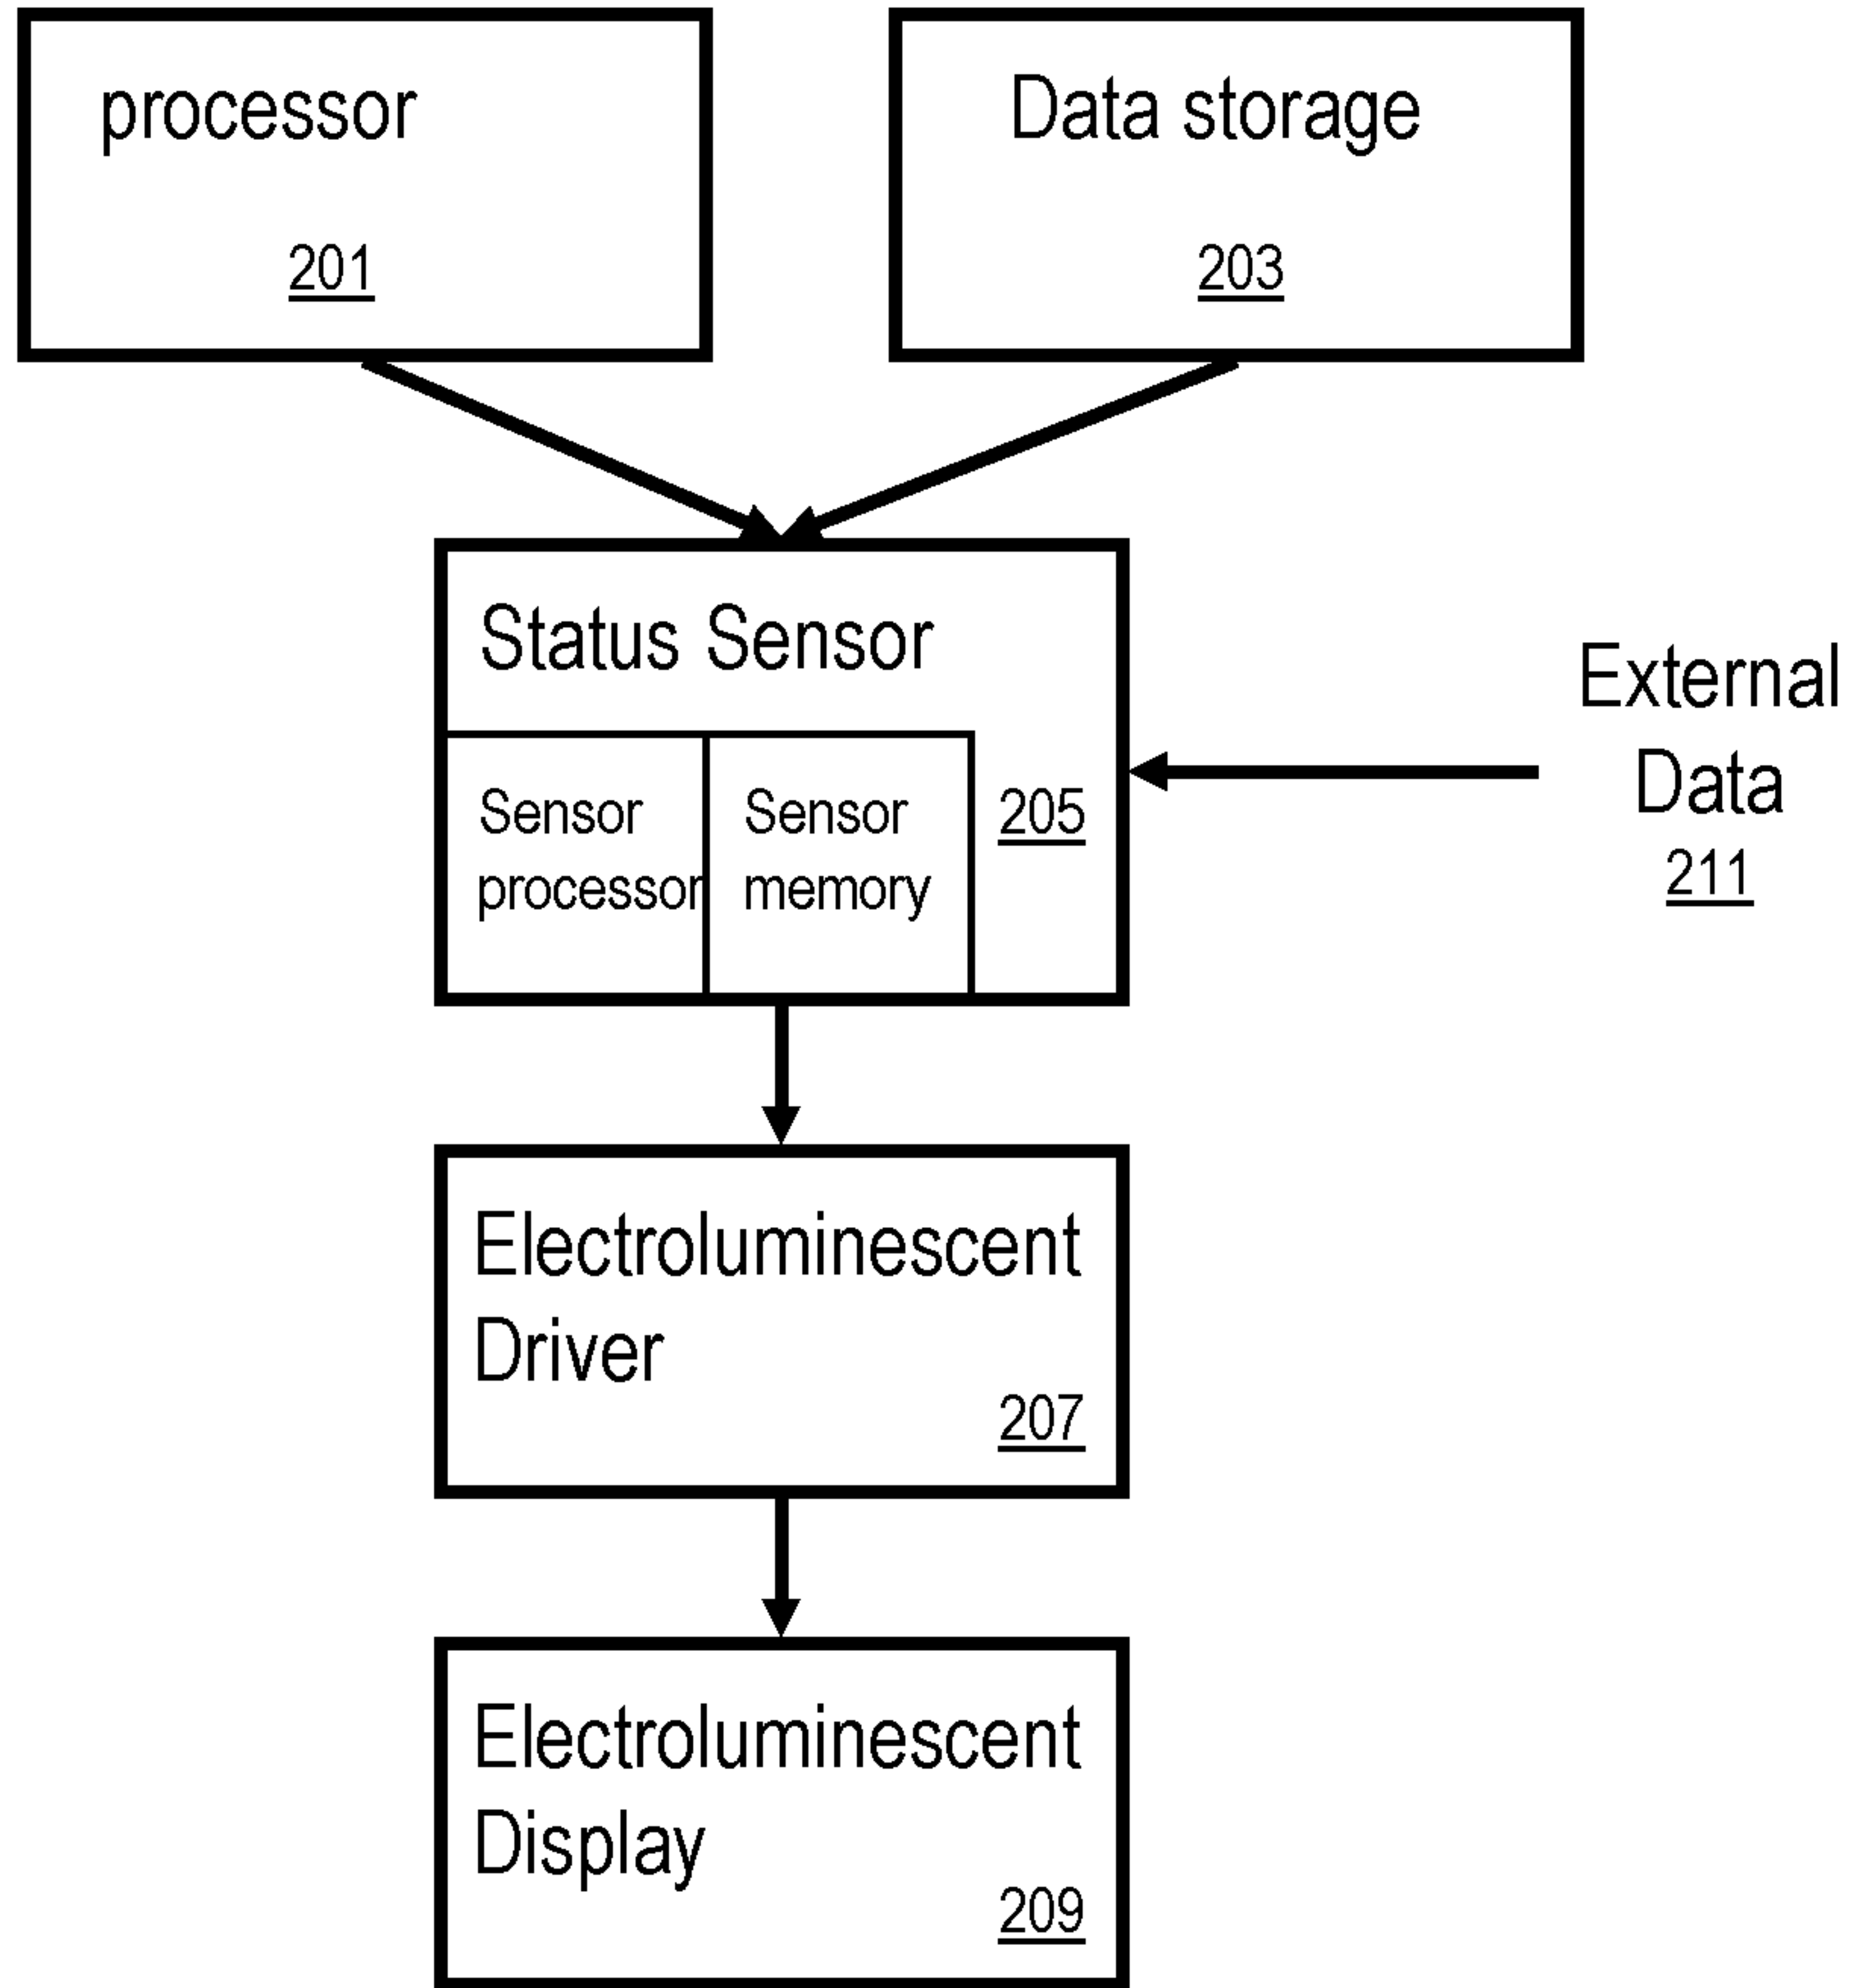 processor
201
Data storage
203
Status Sensor
Sensor
processor
Sensor
memory
205
External
Data
211
Electroluminescent
Driver
207
Electroluminescent
Display
209